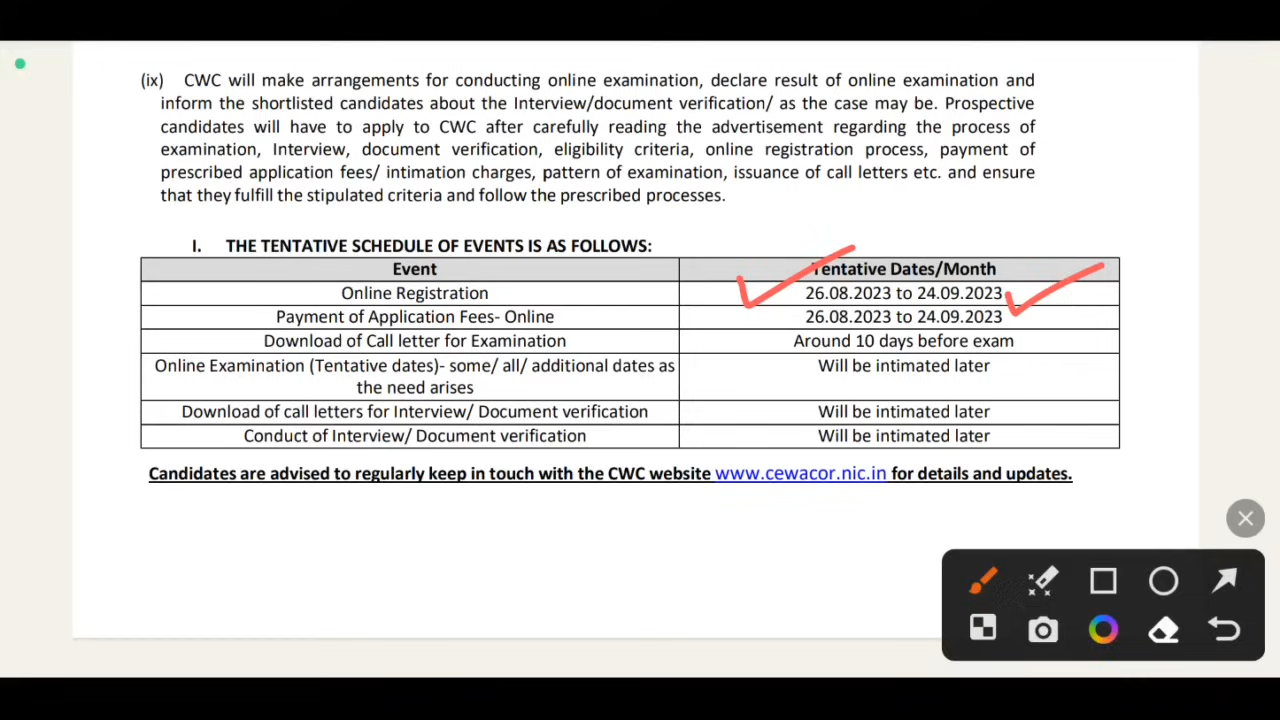 (ix) CWC will make arrangements for conducting online examination, declare result of online examination and
inform the shortlisted candidates about the Interview/document verification/ as the case may be. Prospective
candidates will have to apply to CWC after carefully reading the advertisement regarding the process of
examination, Interview, document verification, eligibility criteria, online registration process, payment of
prescribed application fees/ intimation charges, pattern of examination, issuance of call letters etc. and ensure
that they fulfill the stipulated criteria and follow the prescribed processes.
I. THE TENTATIVE SCHEDULE OF EVENTS IS AS FOLLOWS:
Event Tentative Dates/Month
Online Registration 26.08.2023 to 24.09.2023
Payment of Application Fees- Online 26.08.2023 to 24.09.2023
Download of Call letter for Examination Around 10 days before exam
Online Examination (Tentative dates)- some/ all/ additional dates as Will be intimated later
the need arises
Download of call letters for Interview/ Document verification Will be intimated later
Conduct of Interview/ Document verification Will be intimated later
Candidates are advised to regularly keep in touch with the CWC website www.cewacor.nic.in for details and updates.